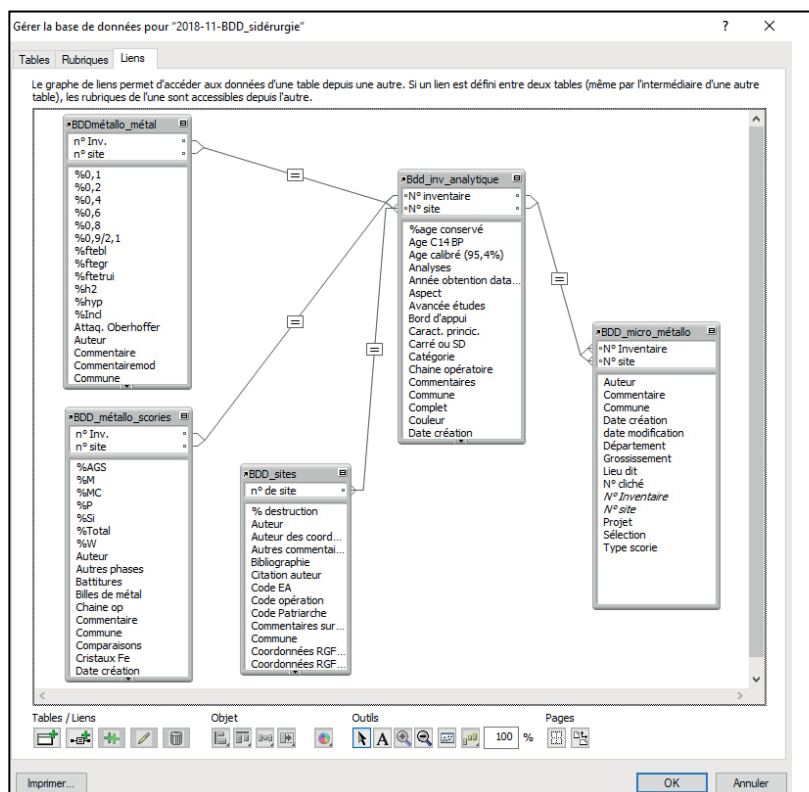 Gérer la base de données pour "2018-11-BDD_sidérurgie"
Tables Rubriques Liens
Le graphe de liens permet d'accéder aux données d'une table depuis une autre. Si un lien est défini entre deux tables (même par l'intermédiaire d'une autre
table), les rubriques de l'une sont accessibles depuis l'autre.
BDDmétallo_métal
n° Inv.
n° site
%0,1
%0,2
%0,4
%0,6
%0,8
%0,9/2,1
%ftebl
%ftegr
%ftetrui
%h2
%hyp
%Incl
Attaq. Oberhoffer
Auteur
Commentaire
Commentairemod
Commune
Bdd_inv_analytique
N° inventaire
N° site
%age conservé
Age C14 BP
Age calibré (95,4%)
Analyses
Année obtention data...
Aspect
Avancée études
Bord d'appui
Caract. princic.
Carré ou SD
Catégorie
Chaine opératoire
Commentaires
Commune
Complet
Couleur
Date création
BDD_micro_métallo
N° Inventaire
N° site
Auteur
Commentaire
Commune
Date création
date modification
Département
Grossissement
Lieu dit
N° cliché
N° Inventaire
N° site
Projet
Sélection
Type scorie
BDD_métallo_scories
n° Inv.
n° site
%AGS
%M
%MC
%P
%Si
%Total
%W
Auteur
Autres phases
Battitures
Billes de métal
Chaine op
Commentaire
Commune
Comparaisons
Cristaux Fe
Date création
BDD_sites
n° de site
% destruction
Auteur
Auteur des coord...
Autres commentai...
Bibliographie
Citation auteur
Code EA
Code opération
Code Patriarche
Commentaires sur...
Commune
Coordonnées RGF...
Coordonnées RGF...
Tables / Liens Objet Outils Pages
A 100 %
Imprimer... OK Annuler